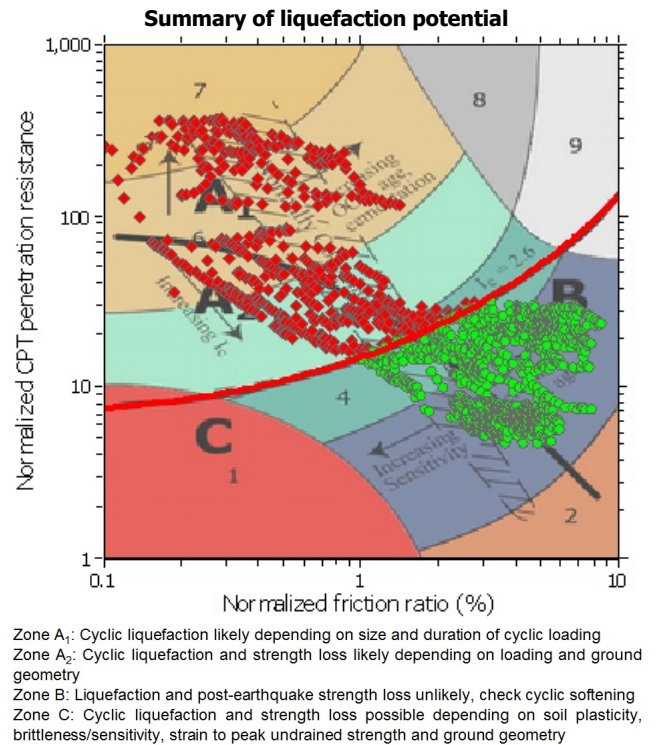 Summary of liquefaction potential
1,000
7
8
9
Increasing
OCR,
age,
cementation
A1
100
6
Ic = 2.6
B
A2
Increasing Ic
10
4
C
Increasing
Sensitivity
1
2
1
0.1
1
10
Normalized CPT penetration resistance
Normalized friction ratio (%)
Zone A1: Cyclic liquefaction likely depending on size and duration of cyclic loading
Zone A2: Cyclic liquefaction and strength loss likely depending on loading and ground
geometry
Zone B: Liquefaction and post-earthquake strength loss unlikely, check cyclic softening
Zone C: Cyclic liquefaction and strength loss possible depending on soil plasticity,
brittleness/sensitivity, strain to peak undrained strength and ground geometry